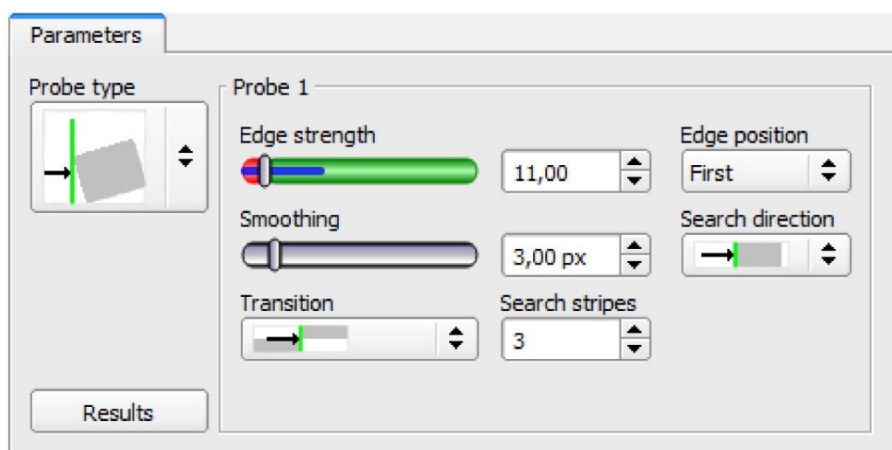 Parameters
Probe type
Probe 1
Edge strength
Edge position
11,00
First
Smoothing
Search direction
3,00 px
Transition
Search stripes
3
Results